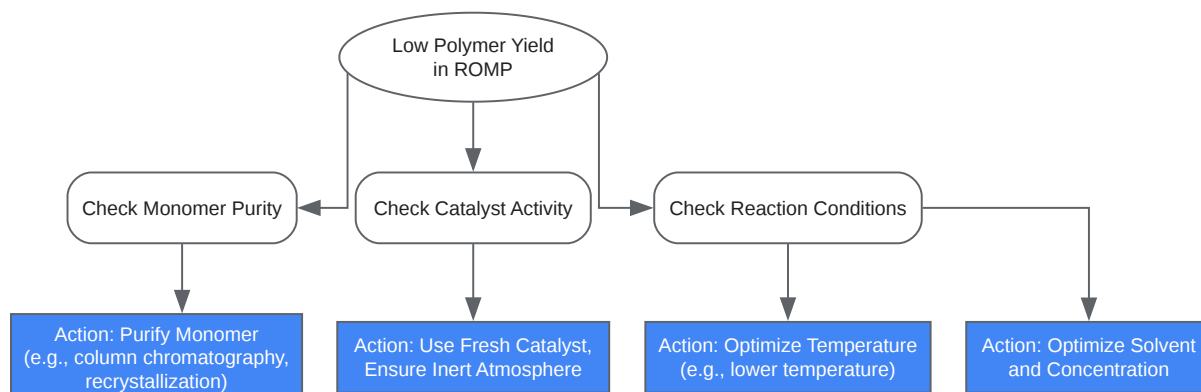 Low Polymer Yield
in ROMP
Check Monomer Purity
Check Catalyst Activity
Check Reaction Conditions
Action: Purify Monomer
(e.g., column chromatography,
recrystallization)
Action: Use Fresh Catalyst,
Ensure Inert Atmosphere
Action: Optimize Temperature
(e.g., lower temperature)
Action: Optimize Solvent
and Concentration